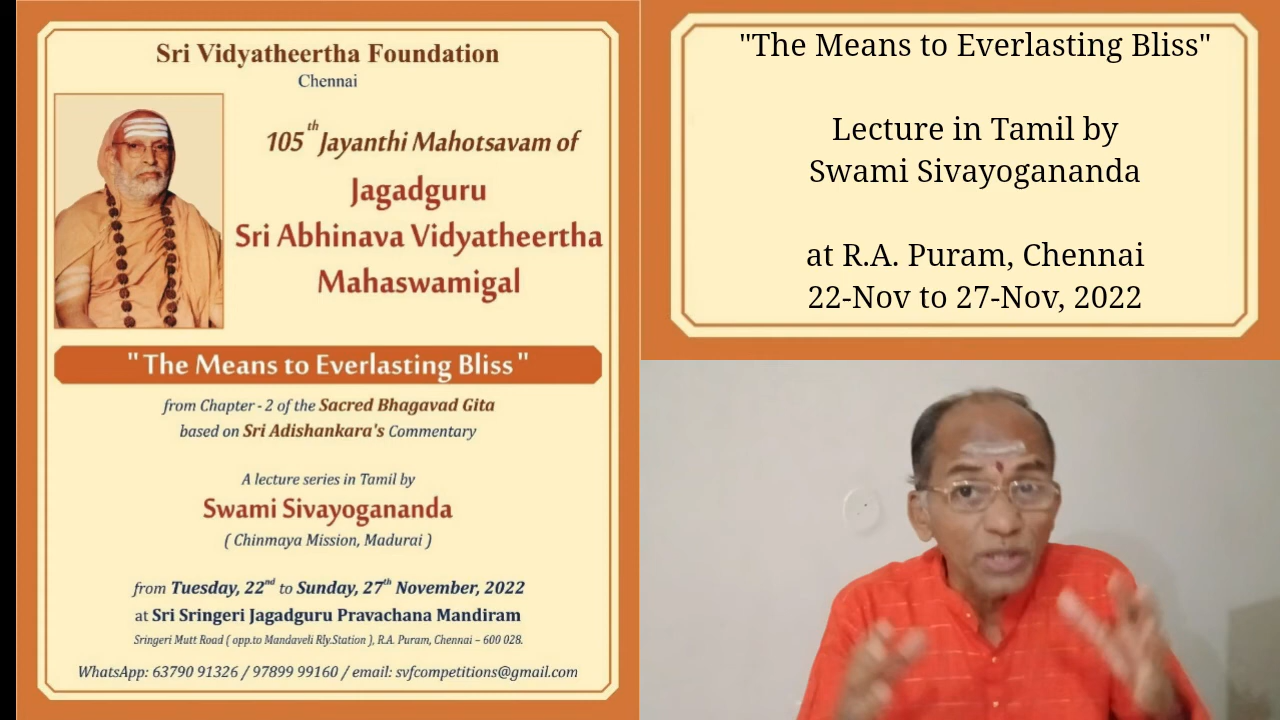 Sri Vidyatheertha Foundation
Chennai
105th Jayanthi Mahotsavam of
Jagadguru
Sri Abhinava Vidyatheertha
Mahaswamigal
"The Means to Everlasting Bliss"
from Chapter - 2 of the Sacred Bhagavad Gita
based on Sri Adishankara's Commentary
A lecture series in Tamil by
Swami Sivayogananda
( Chinmaya Mission, Madurai )
from Tuesday, 22nd to Sunday, 27th November, 2022
at Sri Sringeri Jagadguru Pravachana Mandiram
Sringeri Mutt Road ( opp.to Mandaveli Rly.Station ), R.A. Puram, Chennai – 600 028.
WhatsApp: 63790 91326 / 97899 99160 / email: svfcompetitions@gmail.com
"The Means to Everlasting Bliss"
Lecture in Tamil by
Swami Sivayogananda
at R.A. Puram, Chennai
22-Nov to 27-Nov, 2022